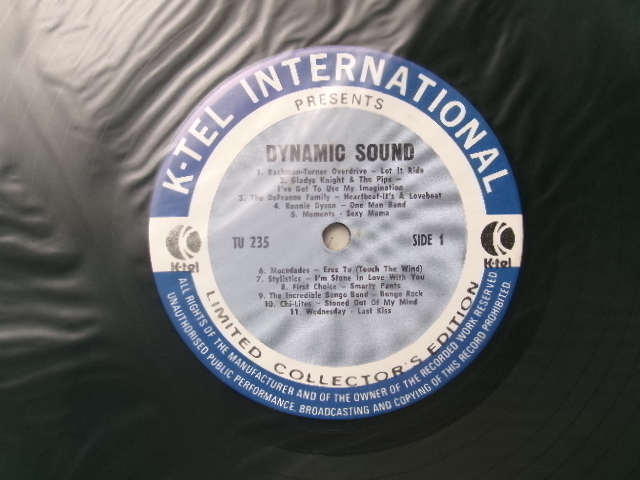 K-TEL INTERNATIONAL
PRESENTS
DYNAMIC SOUND
1. Bachman-Turner Overdrive – Let It Ride
2. Gladys Knight & The Pips –
I've Got To Use My Imagination
3. The DeFranco Family – Heartbeat-It's A Lovebeat
4. Ronnie Dyson – One Man Band
5. Moments – Sexy Mama
TU 235
SIDE 1
K-tel
K-tel
6. Mocedades – Eres Tu (Touch The Wind)
7. Stylistics – I'm Stone in Love With You
8. First Choice – Smarty Pants
9. The Incredible Bongo Band – Bongo Rock
10. Chi-Lites – Stoned Out Of My Mind
11. Wednesday – Last Kiss
LIMITED COLLECTOR'S EDITION
ALL RIGHTS OF THE MANUFACTURER AND OF THE OWNER OF THE RECORDED WORK RESERVED
UNAUTHORISED PUBLIC PERFORMANCE. BROADCASTING AND COPYING OF THIS RECORD PROHIBITED.